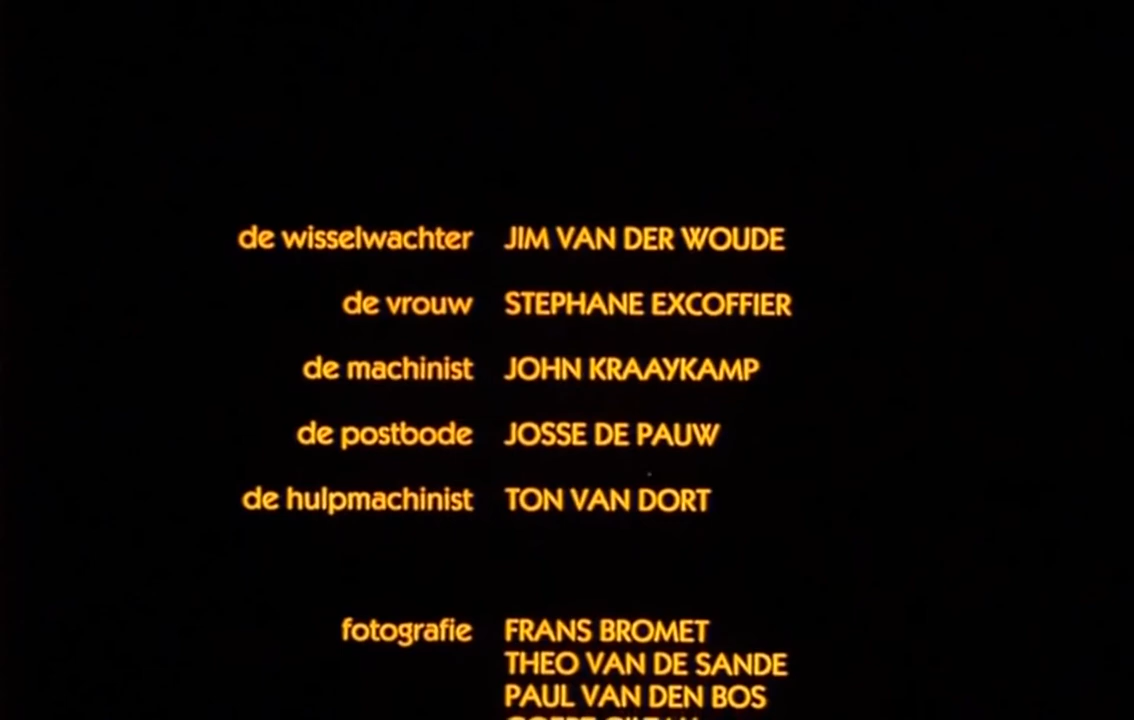 de wisselwachter JIM VAN DER WOUDE
de vrouw STEPHANE EXCOFFIER
de machinist JOHN KRAAYKAMP
de postbode JOSSE DE PAUW
de hulpmachinist TON VAN DORT
fotografie FRANS BROMET
THEO VAN DE SANDE
PAUL VAN DEN BOS